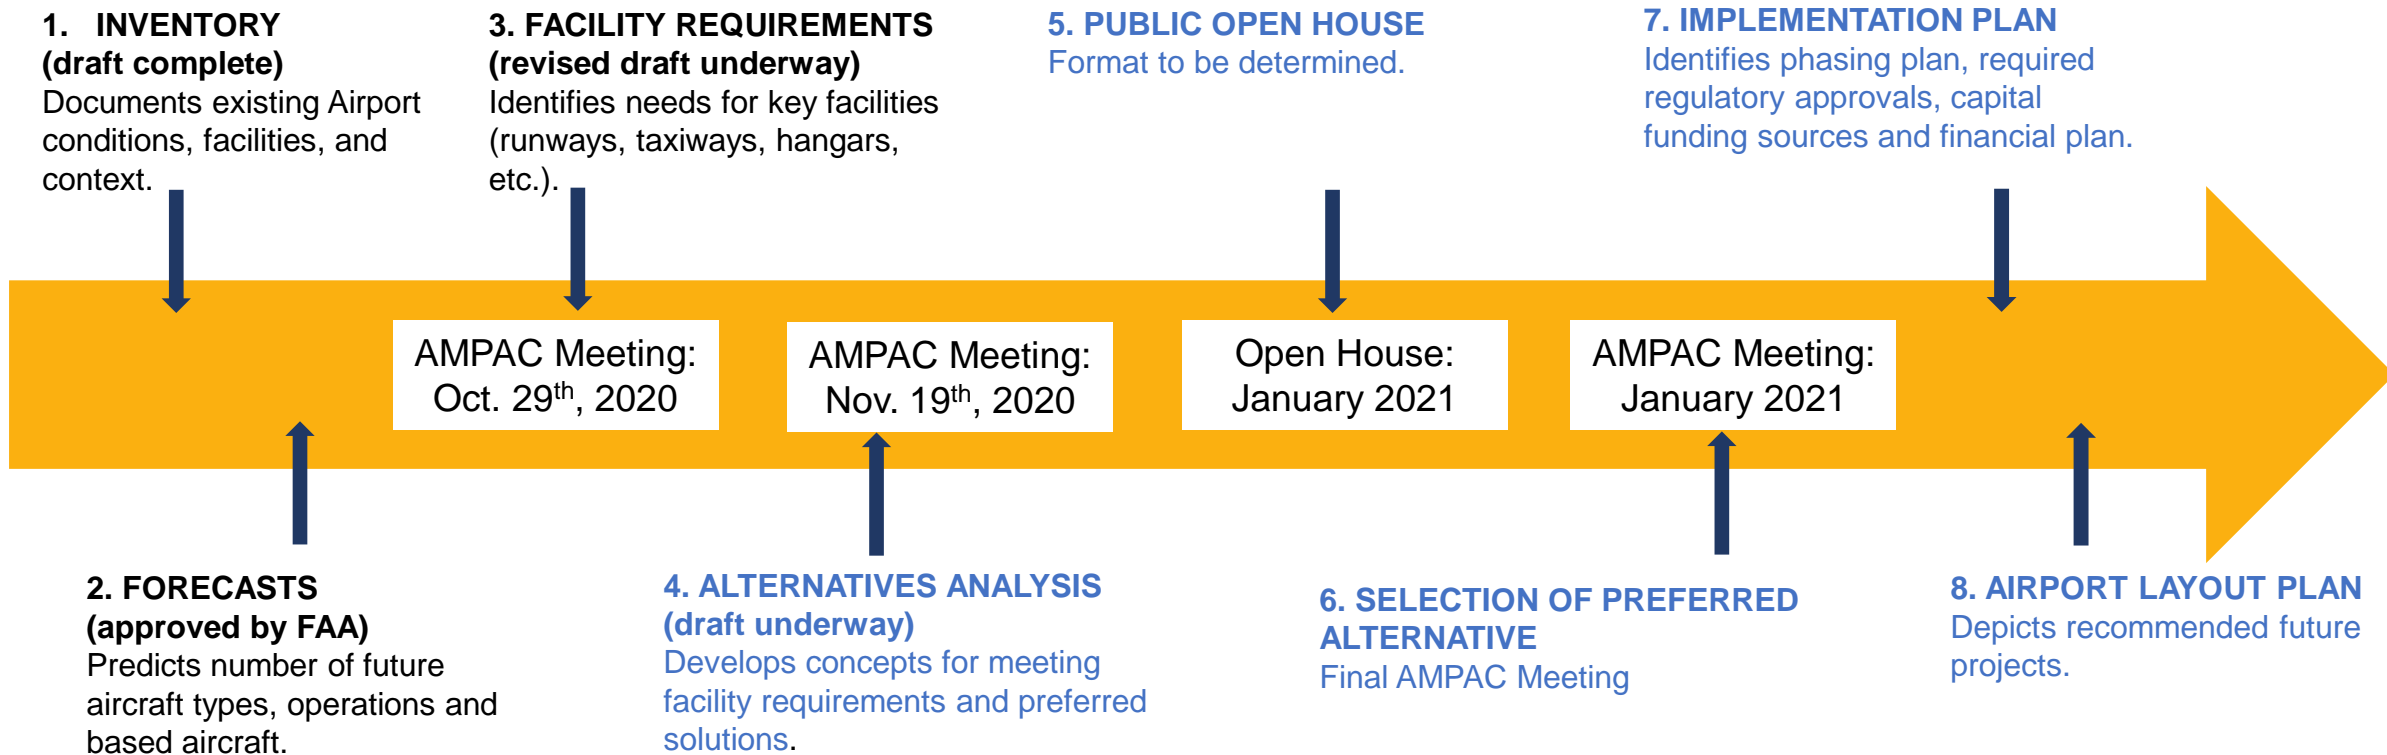 1. INVENTORY
(draft complete)
Documents existing Airport
conditions, facilities, and
context.
3. FACILITY REQUIREMENTS
(revised draft underway)
Identifies needs for key facilities
(runways, taxiways, hangars,
etc.).
5. PUBLIC OPEN HOUSE
Format to be determined.
7. IMPLEMENTATION PLAN
Identifies phasing plan, required
regulatory approvals, capital
funding sources and financial plan.
AMPAC Meeting:
Oct. 29th, 2020
AMPAC Meeting:
Nov. 19th, 2020
Open House:
January 2021
AMPAC Meeting:
January 2021
2. FORECASTS
(approved by FAA)
Predicts number of future
aircraft types, operations and
based aircraft.
4. ALTERNATIVES ANALYSIS
(draft underway)
Develops concepts for meeting
facility requirements and preferred
solutions.
6. SELECTION OF PREFERRED
ALTERNATIVE
Final AMPAC Meeting
8. AIRPORT LAYOUT PLAN
Depicts recommended future
projects.